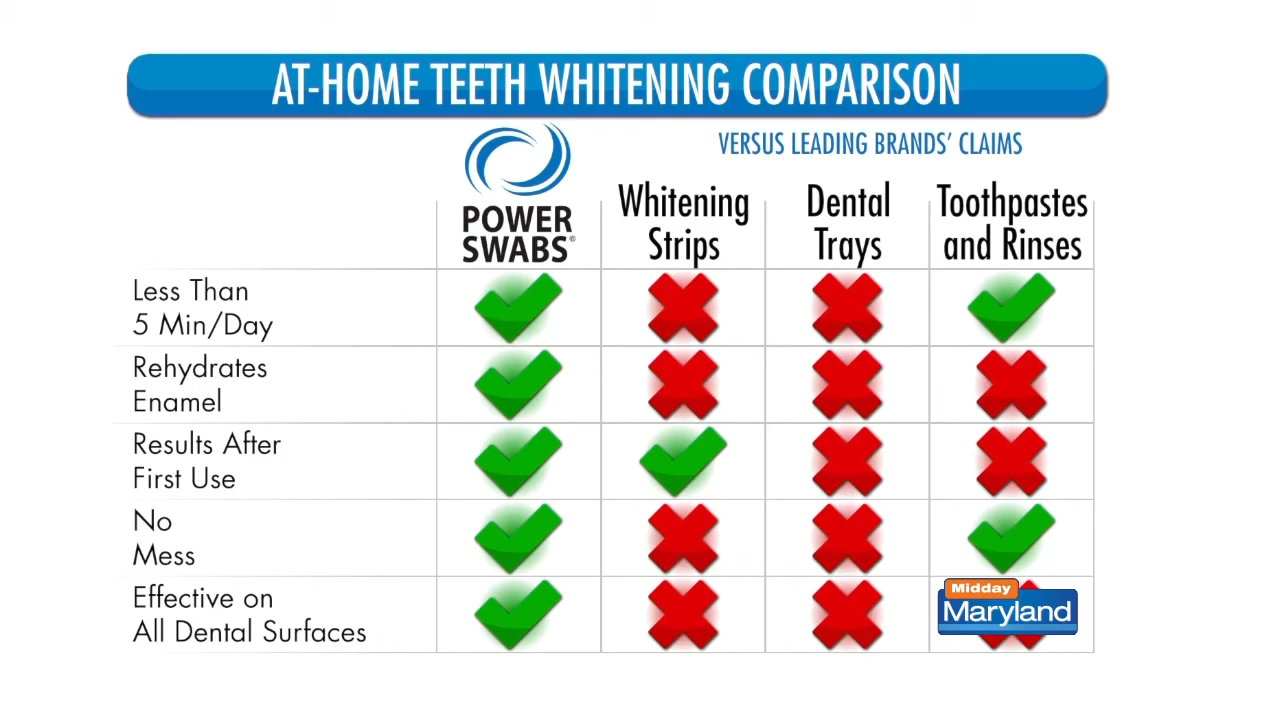 AT-HOME TEETH WHITENING COMPARISON
VERSUS LEADING BRANDS' CLAIMS
POWER
SWABS®
Whitening
Strips
Dental
Trays
Toothpastes
and Rinses
Less Than
5 Min/Day
Rehydrates
Enamel
Results After
First Use
No
Mess
Effective on
All Dental Surfaces
Midday
Maryland